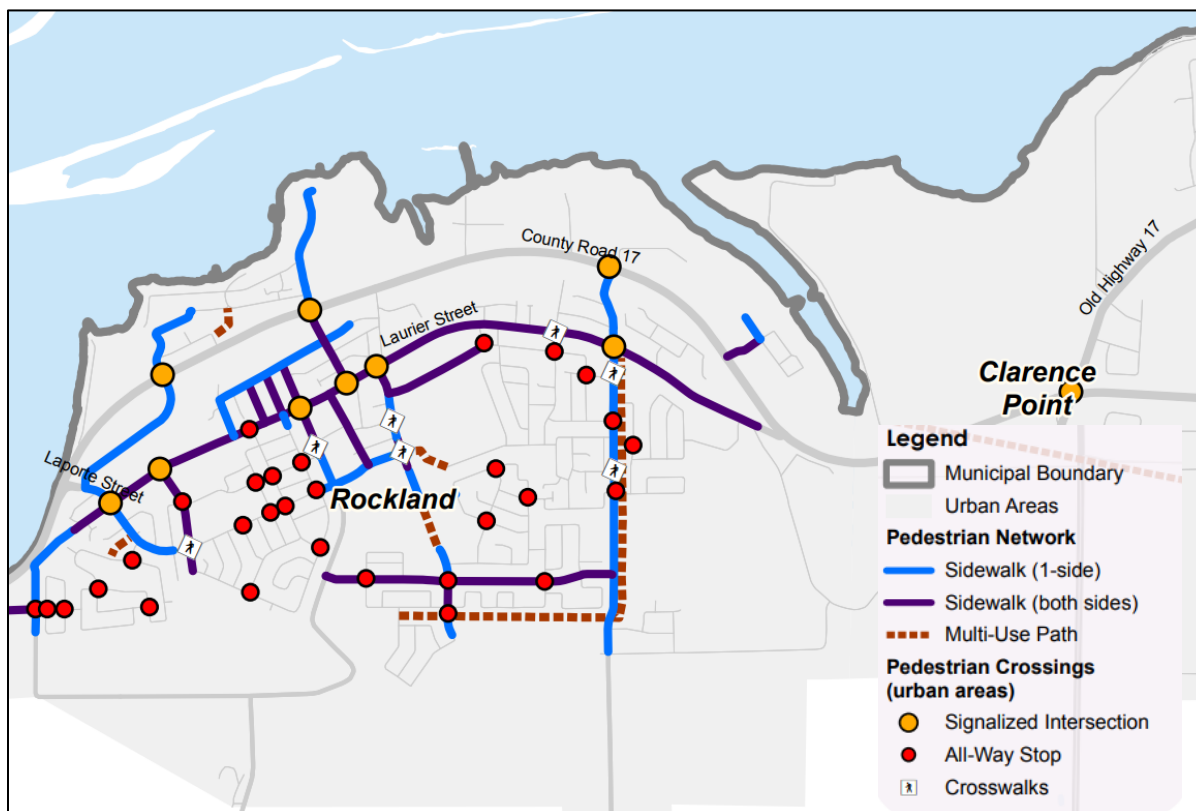 County Road 17
Old Highway 17
Laurier Street
Clarence
Point
Laporte Street
Rockland
Legend
Municipal Boundary
Urban Areas
Pedestrian Network
Sidewalk (1-side)
Sidewalk (both sides)
Multi-Use Path
Pedestrian Crossings
(urban areas)
Signalized Intersection
All-Way Stop
Crosswalks